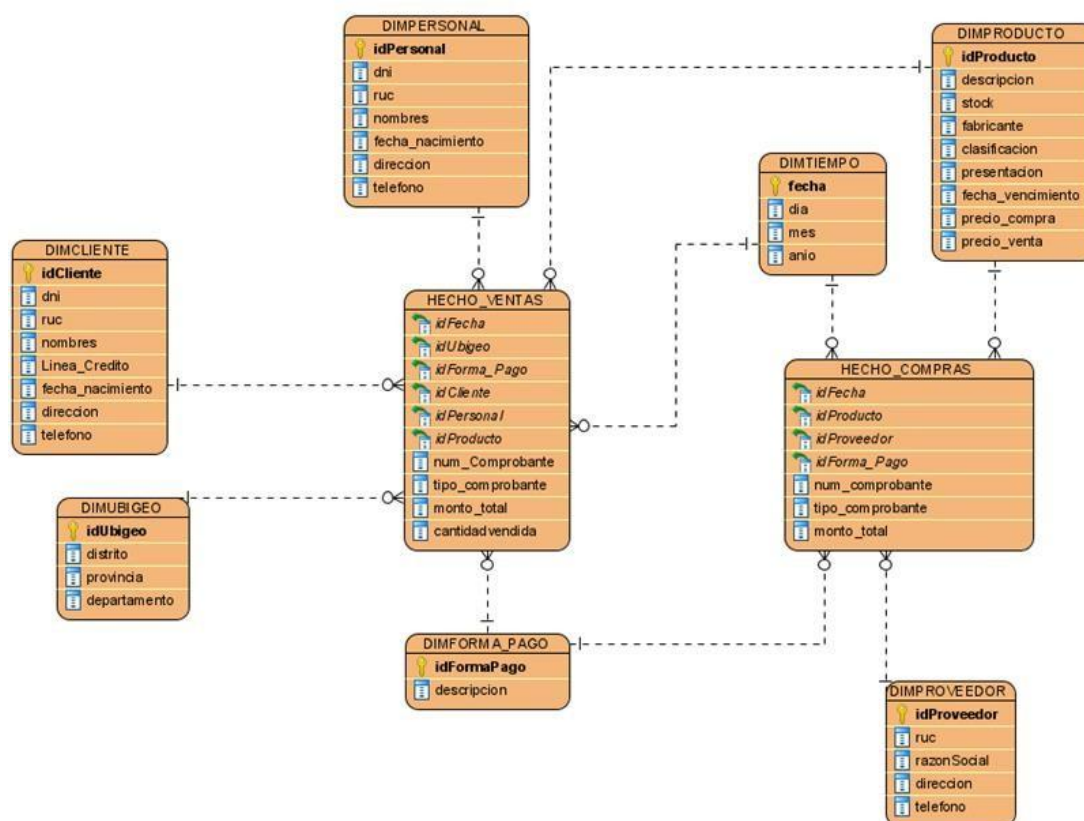 DIMPERSONAL
idPersonal
dni
ruc
nombres
fecha_nacimiento
direccion
telefono
DIMPRODUCTO
idProducto
descripcion
stock
fabricante
clasificacion
presentacion
fecha_vencimiento
precio_compra
precio_venta
DIMTIEMPO
fecha
dia
mes
anio
DIMCLIENTE
idCliente
dni
ruc
nombres
Linea_Credito
fecha_nacimiento
direccion
telefono
HECHO_VENTAS
idFecha
idUbigeo
idForma_Pago
idCliente
idPersonal
idProducto
num_Comprobante
tipo_comprobante
monto_total
cantidadvendida
HECHO_COMPRAS
idFecha
idProducto
idProveedor
idForma_Pago
num_comprobante
tipo_comprobante
monto_total
DIMUBIGEO
idUbigeo
distrito
provincia
departamento
DIMFORMA_PAGO
idFormaPago
descripcion
DIMPROVEEDOR
idProveedor
ruc
razonSocial
direccion
telefono